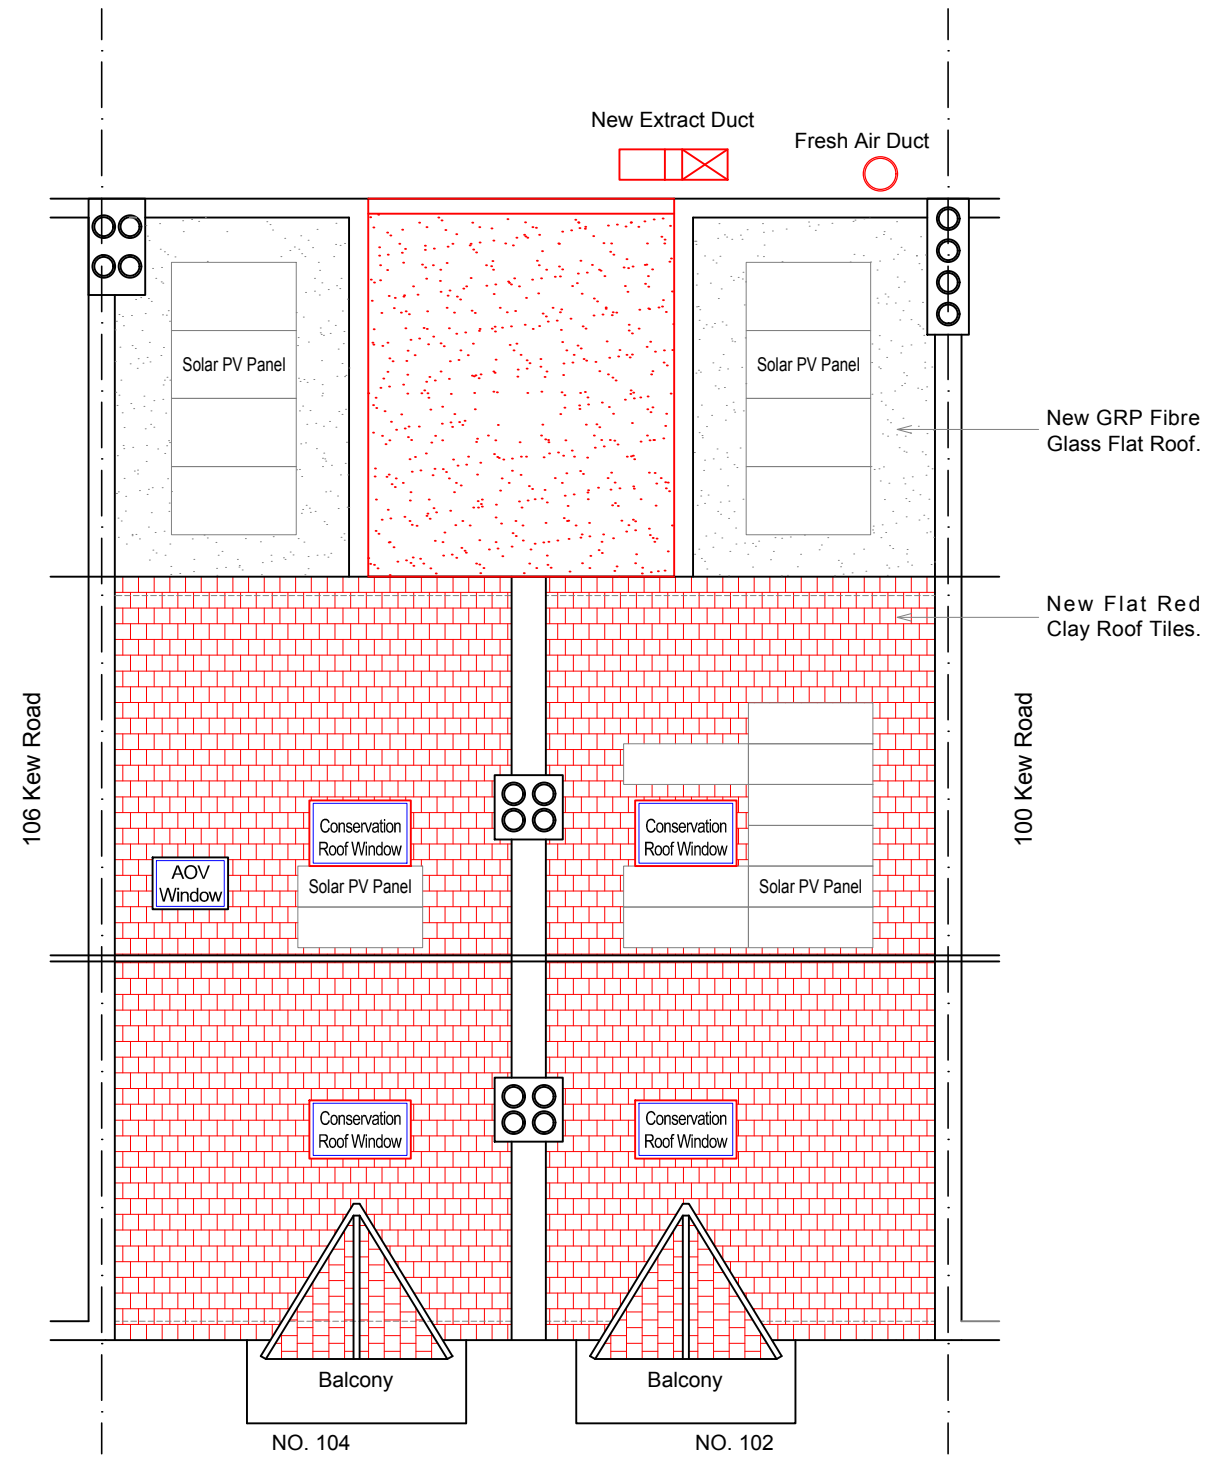 New Extract Duct
Fresh Air Duct
Solar PV Panel
Solar PV Panel
New GRP Fibre
Glass Flat Roof.
New Flat Red
Clay Roof Tiles.
106 Kew Road
100 Kew Road
Conservation
Roof Window
Conservation
Roof Window
AOV
Window
Solar PV Panel
Solar PV Panel
Conservation
Roof Window
Conservation
Roof Window
Balcony
Balcony
NO. 104
NO. 102